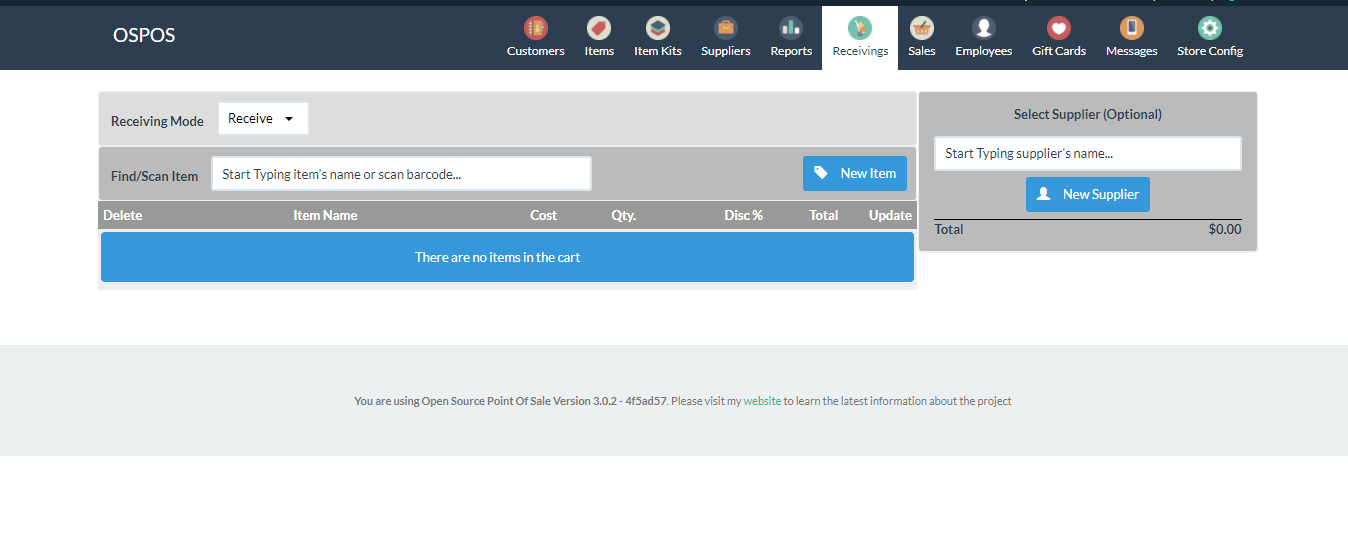 OSPOS
Customers Items Item Kits Suppliers Reports Receivings Sales Employees Gift Cards Messages Store Config
Receiving Mode Receive
Find/Scan Item Start Typing item's name or scan barcode... New Item
Delete Item Name Cost Qty. Disc % Total Update
There are no items in the cart
Select Supplier (Optional)
Start Typing supplier's name...
New Supplier
Total $0.00
You are using Open Source Point Of Sale Version 3.0.2 - 4f5ad57. Please visit my website to learn the latest information about the project